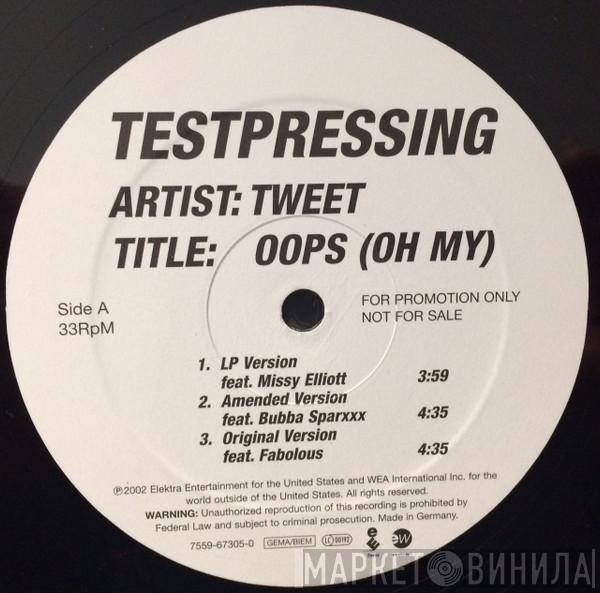 TESTPRESSING
ARTIST: TWEET
TITLE: OOPS (OH MY)
Side A
33RpM
FOR PROMOTION ONLY
NOT FOR SALE
1. LP Version
feat. Missy Elliott 3:59
2. Amended Version
feat. Bubba Sparxxx 4:35
3. Original Version
feat. Fabolous 4:35
℗2002 Elektra Entertainment for the United States and WEA International Inc. for the
world outside of the United States. All rights reserved.
WARNING: Unauthorized reproduction of this recording is prohibited by
Federal Law and subject to criminal prosecution. Made in Germany.
7559-67305-0 GEMA/BIEM LC 00192
МАРКЕТ ВИНИЛА